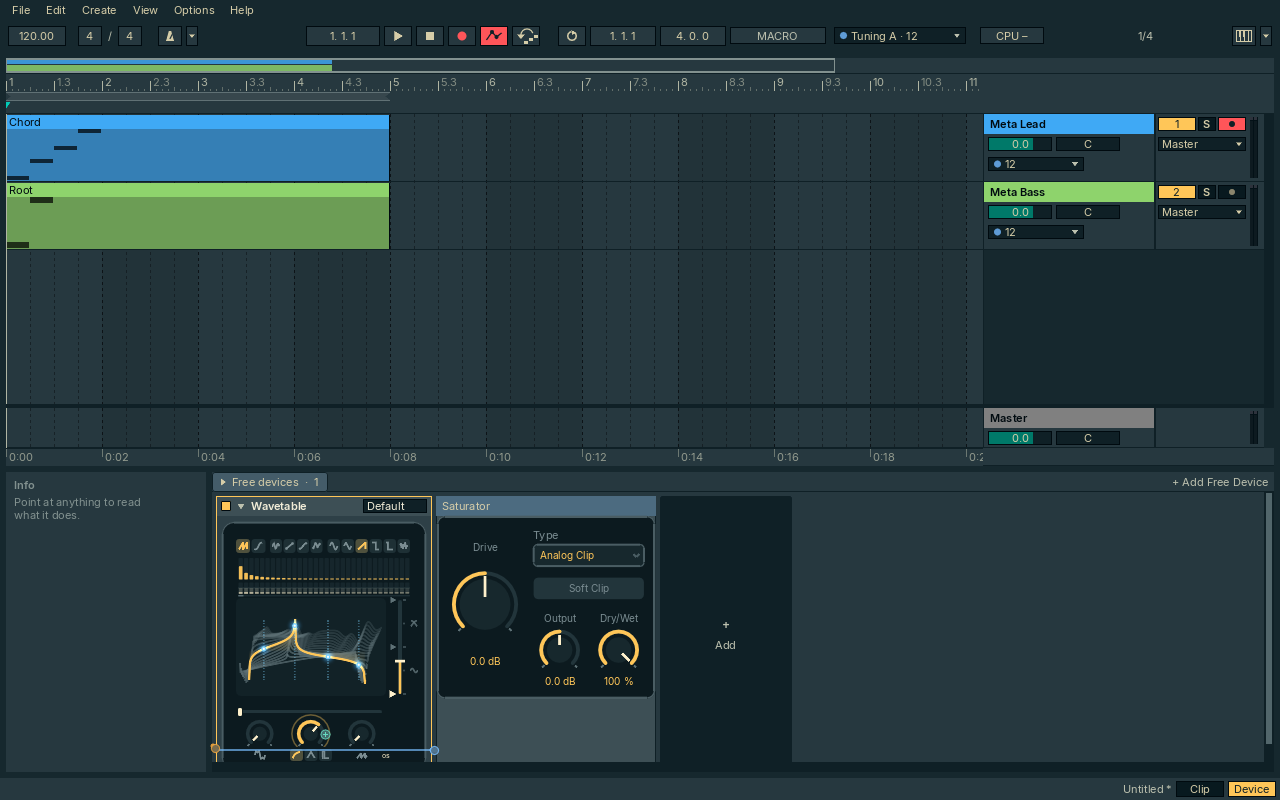 File Edit Create View Options Help
120.00 4 / 4 1. 1. 1 1. 1. 1 4. 0. 0 MACRO Tuning A · 12 CPU – 1/4
1 1.3 2 2.3 3 3.3 4 4.3 5 5.3 6 6.3 7 7.3 8 8.3 9 9.3 10 10.3 11
Chord
Meta Lead 1 S
0.0 C Master
12
Root
Meta Bass 2 S
0.0 C Master
12
Master
0.0 C
0:00 0:02 0:04 0:06 0:08 0:10 0:12 0:14 0:16 0:18
Info
Point at anything to read
what it does.
Free devices · 1
+ Add Free Device
Wavetable Default
Saturator
Drive
0.0 dB
Type
Analog Clip
Soft Clip
Output Dry/Wet
0.0 dB 100 %
+
Add
os
Untitled * Clip Device